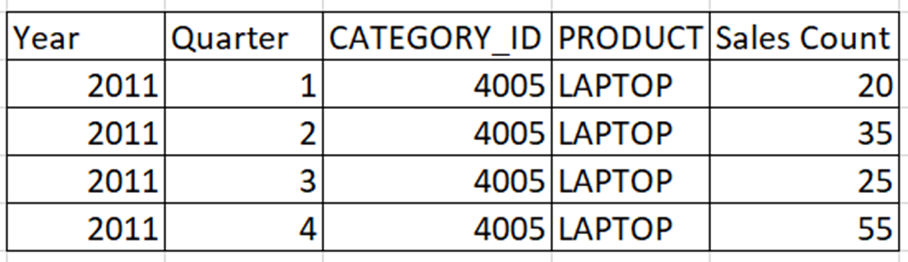 Year Quarter CATEGORY_ID PRODUCT Sales Count
2011 1 4005 LAPTOP 20
2011 2 4005 LAPTOP 35
2011 3 4005 LAPTOP 25
2011 4 4005 LAPTOP 55